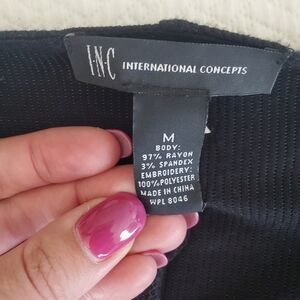 I·N·C INTERNATIONAL CONCEPTS
M
BODY:
97% RAYON
3% SPANDEX
EMBROIDERY:
100% POLYESTER
MADE IN CHINA
WPL 8046